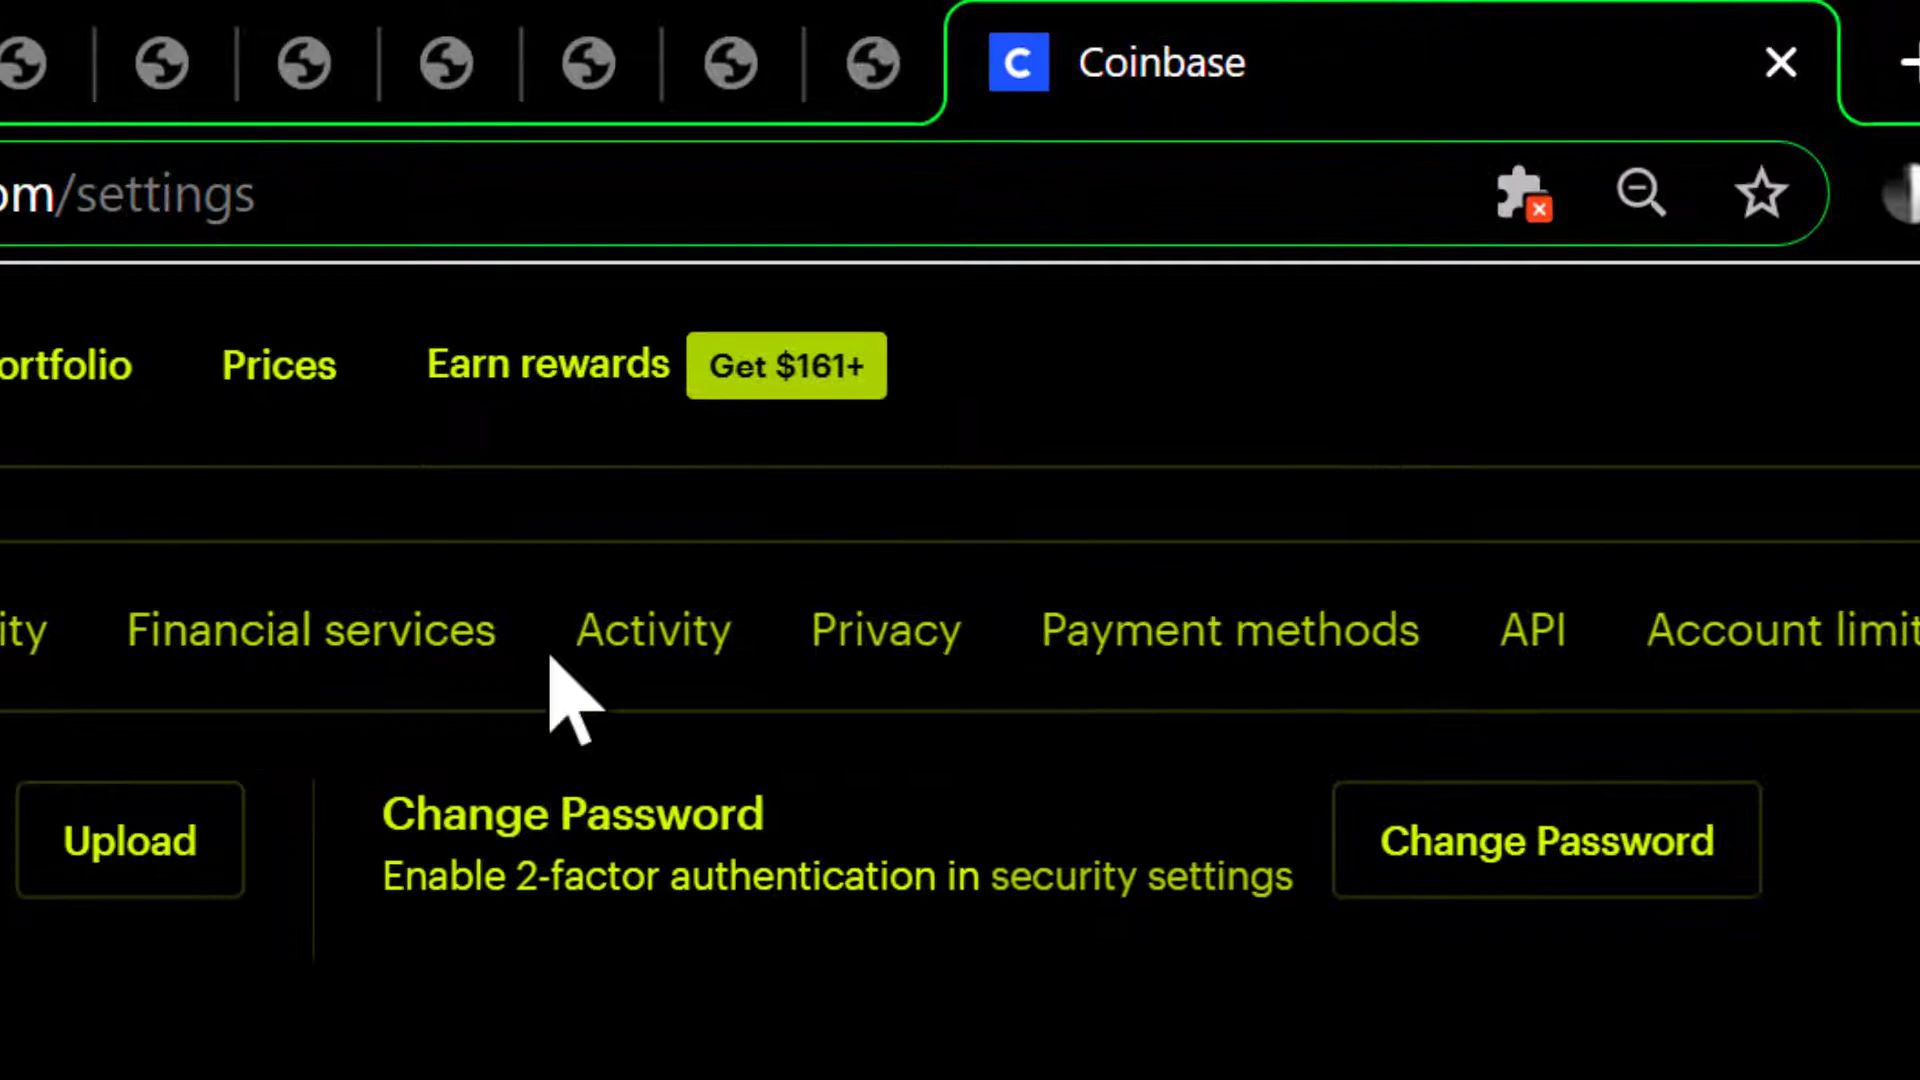 C Coinbase
om/settings
ortfolio Prices Earn rewards Get $161+
ity Financial services Activity Privacy Payment methods API Account limit
Upload Change Password Change Password
Enable 2-factor authentication in security settings